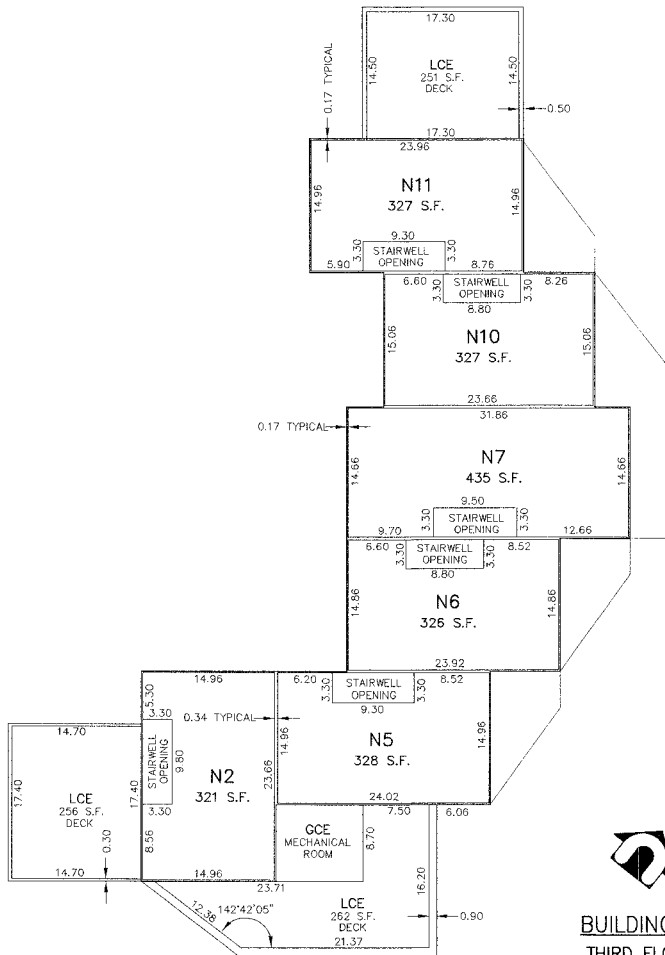 17.30
0.17 TYPICAL
14.50
LCE
251 S.F.
DECK
14.50
0.50
17.30
23.96
14.96
N11
327 S.F.
14.96
9.30
3.30
STAIRWELL
OPENING
3.30
5.90
8.76
6.60
3.30
STAIRWELL
OPENING
3.30
8.26
8.80
15.06
N10
327 S.F.
15.06
23.66
31.86
0.17 TYPICAL
14.66
N7
435 S.F.
14.66
9.50
3.30
STAIRWELL
OPENING
3.30
9.70
12.66
6.60
3.30
STAIRWELL
OPENING
3.30
8.52
8.80
14.86
N6
326 S.F.
14.86
23.92
14.96
6.20
3.30
STAIRWELL
OPENING
3.30
8.52
9.30
5.30
3.30
0.34 TYPICAL
14.70
STAIRWELL
OPENING
9.80
23.66
14.96
N5
328 S.F.
14.96
17.40
LCE
256 S.F.
DECK
17.40
N2
321 S.F.
3.30
24.02
7.50
6.06
0.30
8.56
GCE
MECHANICAL
ROOM
8.70
14.70
14.96
23.71
16.20
12.38
142°42'05"
LCE
262 S.F.
DECK
0.90
21.37
BUILDING
THIRD FLO